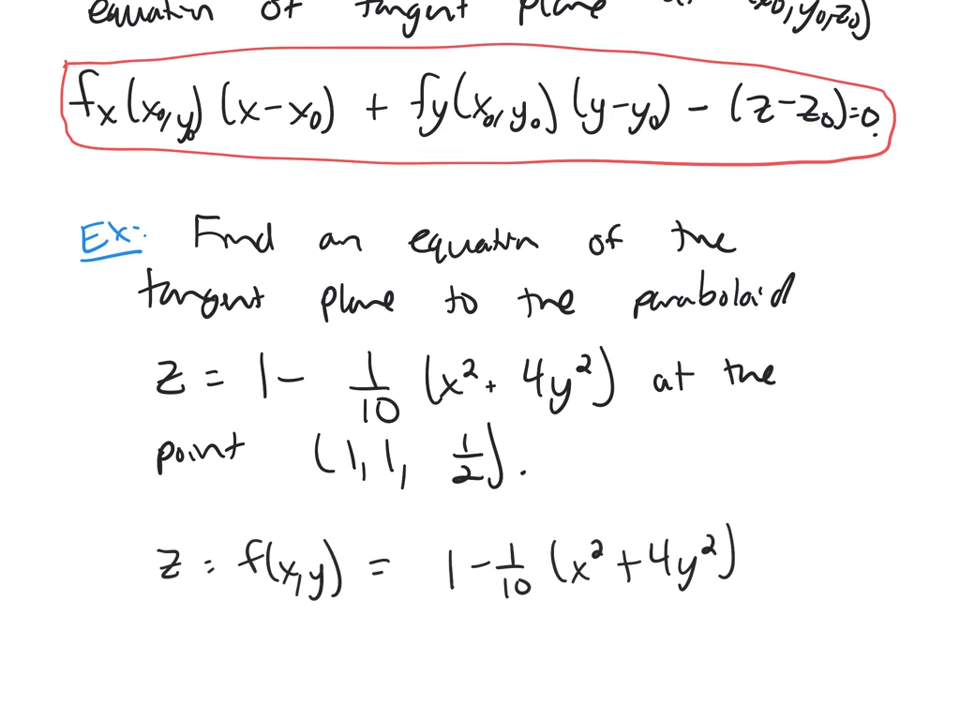 equation of tangent plane (x0,y0,z0)
fx(x0,y0)(x-x0) + fy(x0,y0)(y-y0) - (z-z0)=0.
Ex: Find an equation of the
tangent plane to the paraboloid
z = 1 - 1/10 (x² + 4y²) at the
point (1, 1, 1/2).
z = f(x,y) = 1 - 1/10 (x² + 4y²)